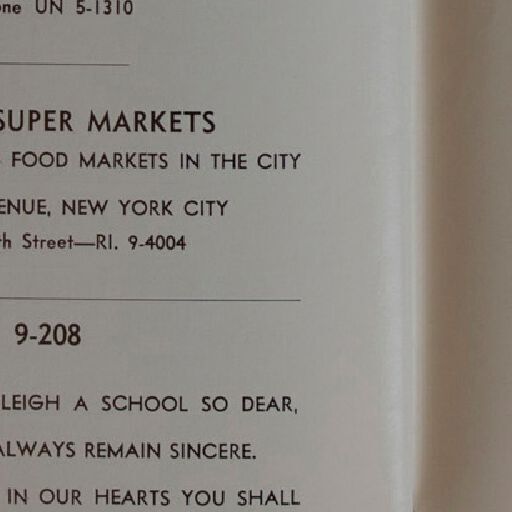 UN 5-1310
SUPER MARKETS
FOOD MARKETS IN THE CITY
ENUE, NEW YORK CITY
th Street—RI. 9-4004
9-208
LEIGH A SCHOOL SO DEAR,
ALWAYS REMAIN SINCERE.
IN OUR HEARTS YOU SHALL